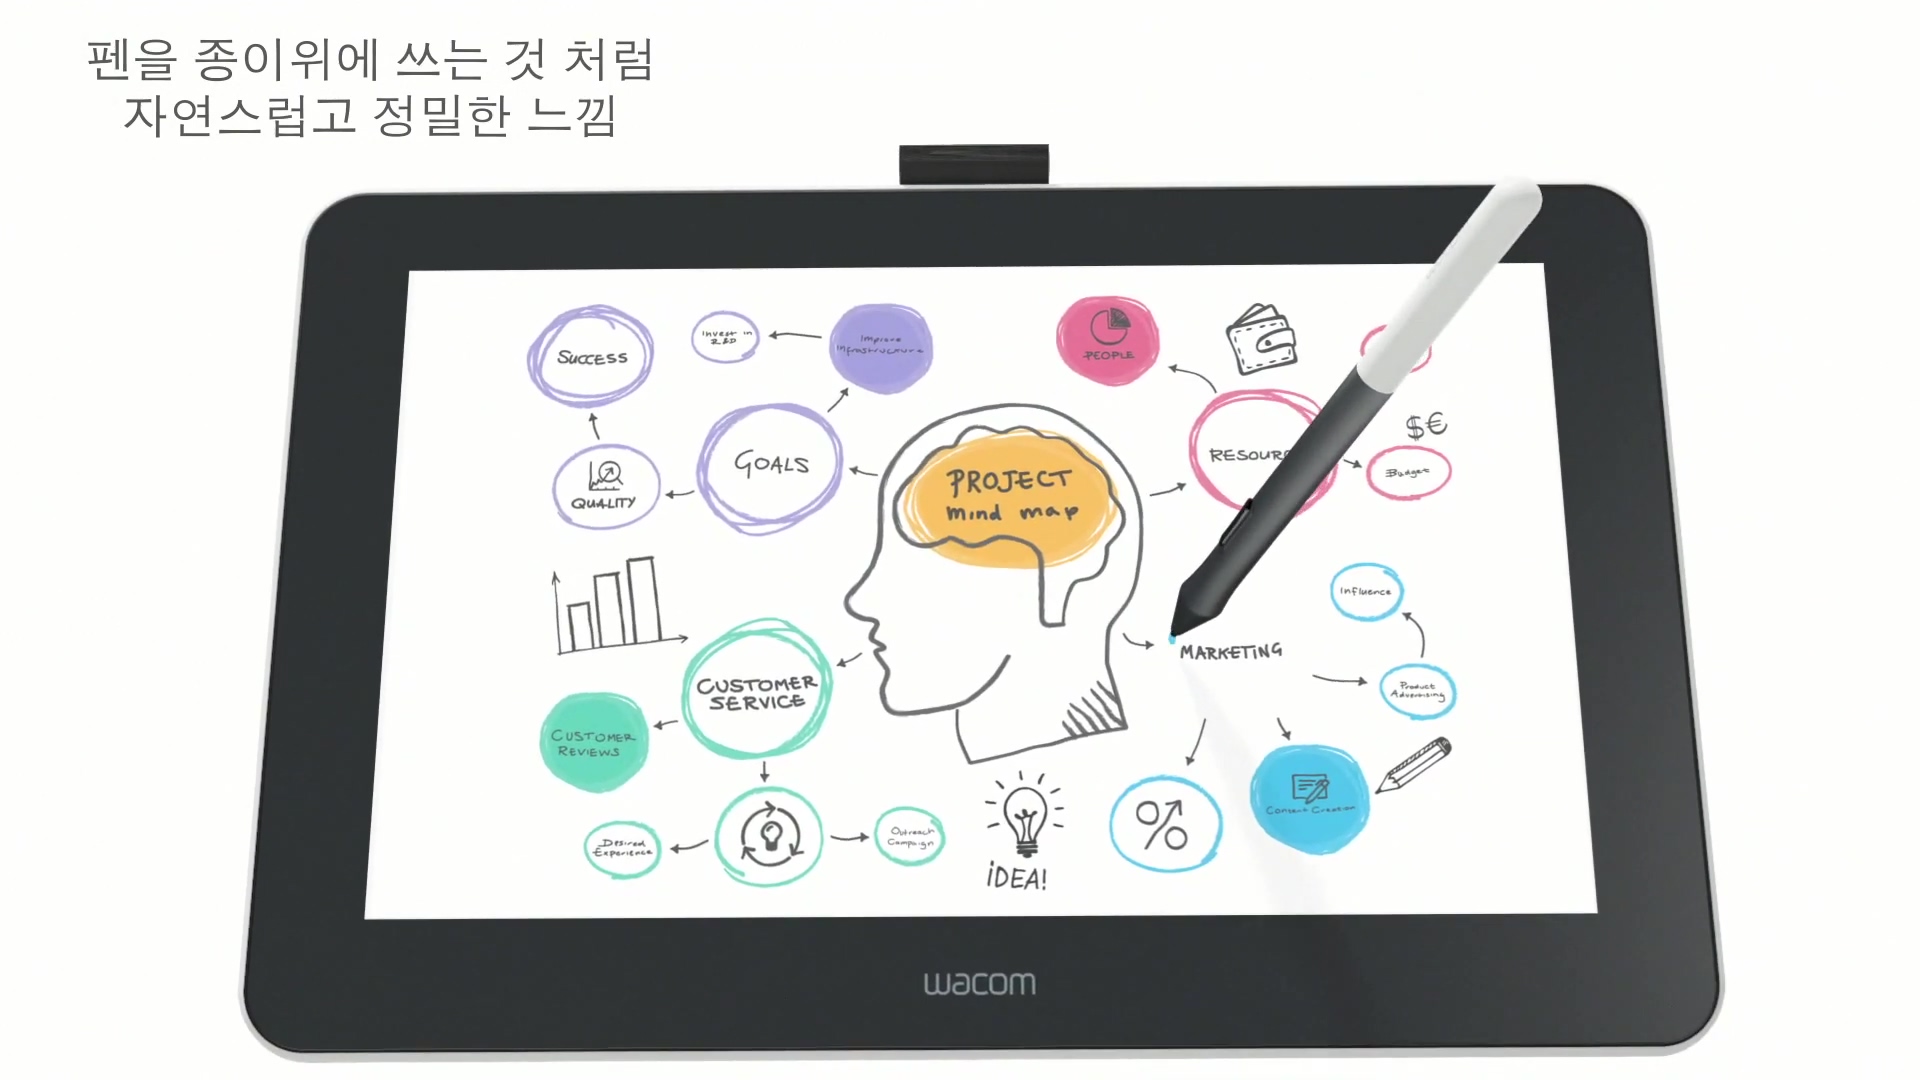 펜을 종이위에 쓰는 것 처럼
자연스럽고 정밀한 느낌
SUCCESS
Invest in
R&D
Improve
Infrastructure
PEOPLE
GOALS
QUALITY
PROJECT
mind map
RESOUR
$€
Budget
Influence
MARKETING
Product
Advertising
CUSTOMER
SERVICE
CUSTOMER
REVIEWS
Content Creation
%
Desired
Experience
Outreach
Campaign
iDEA!
wacom